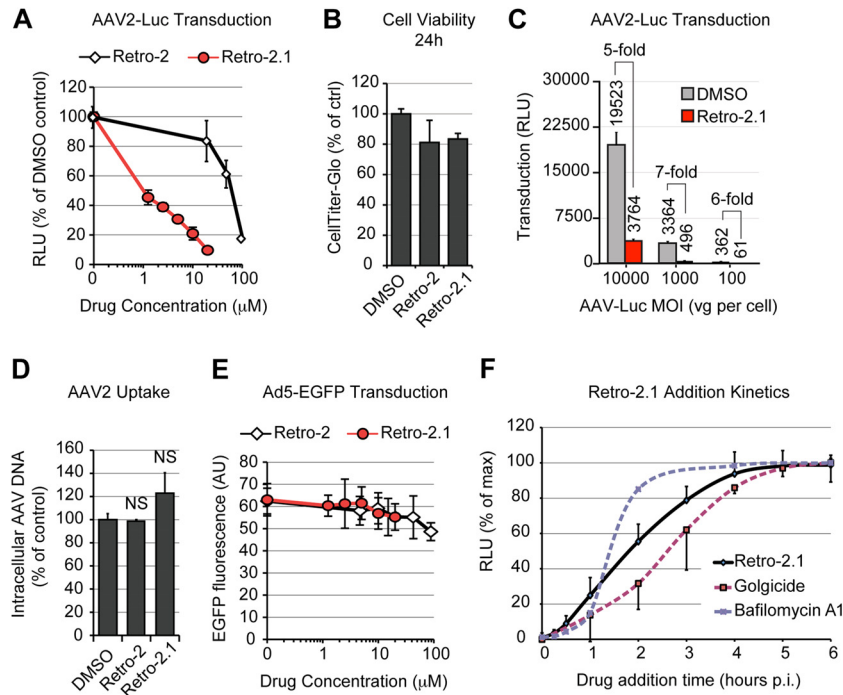 A
AAV2-Luc Transduction
Retro-2
Retro-2.1
RLU (% of DMSO control)
120
100
80
60
40
20
0
0
1
10
100
Drug Concentration (µM)
B
Cell Viability
24h
CellTiter-Glo (% of ctrl)
120
100
80
60
40
20
0
DMSO
Retro-2
Retro-2.1
C
AAV2-Luc Transduction
5-fold
7-fold
6-fold
DMSO
Retro-2.1
Transduction (RLU)
30000
22500
15000
7500
0
19523
3764
3364
496
362
61
10000
1000
100
AAV-Luc MOI (vg per cell)
D
AAV2 Uptake
Intracellular AAV DNA
(% of control)
160
140
120
100
80
60
40
20
0
NS
NS
DMSO
Retro-2
Retro-2.1
E
Ad5-EGFP Transduction
Retro-2
Retro-2.1
EGFP fluorescence (AU)
80
70
60
50
40
30
20
10
0
0
1
10
100
Drug Concentration (µM)
F
Retro-2.1 Addition Kinetics
RLU (% of max)
120
100
80
60
40
20
0
Retro-2.1
Golgicide
Bafilomycin A1
0
1
2
3
4
5
6
Drug addition time (hours p.i.)